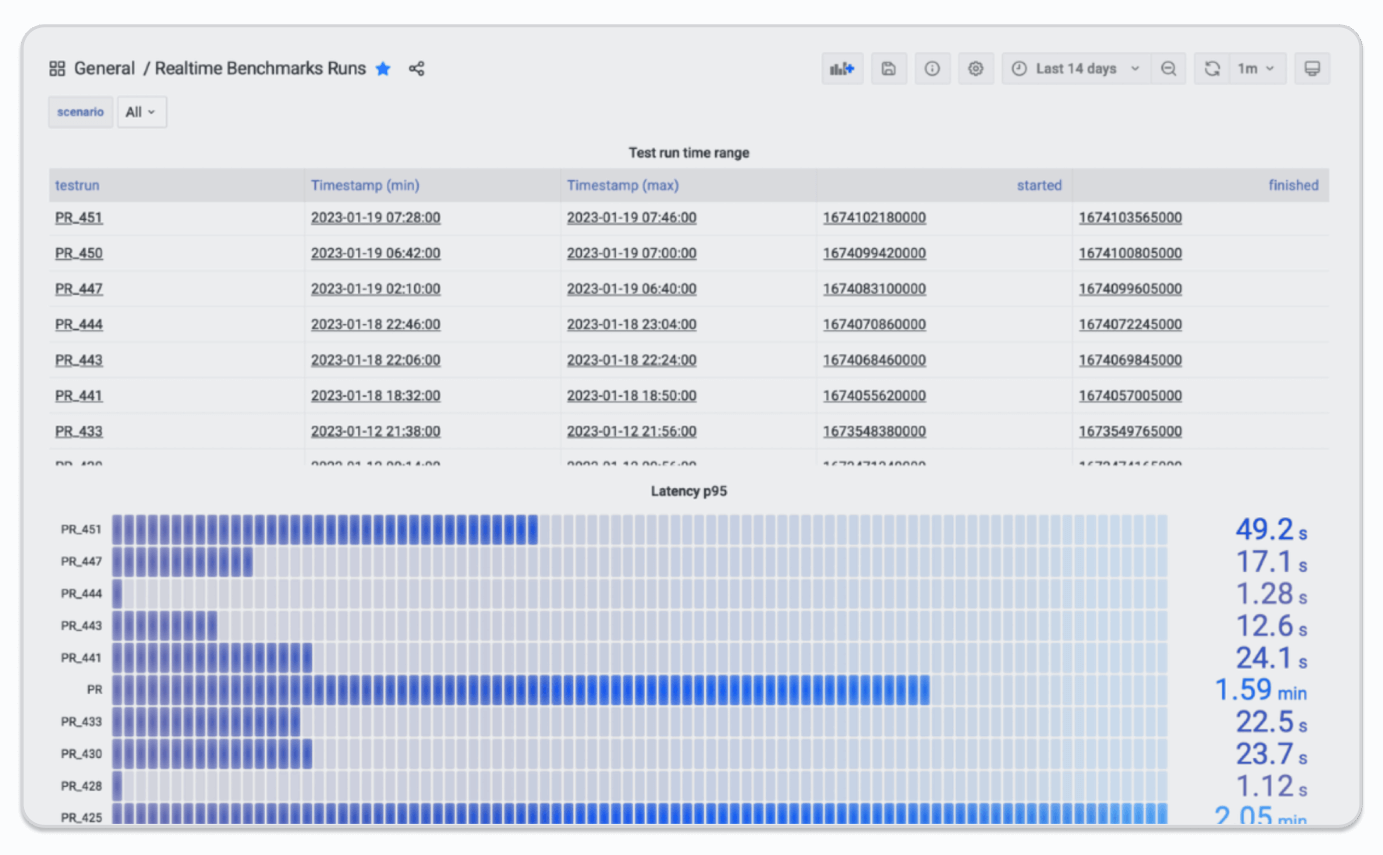 General / Realtime Benchmarks Runs Last 14 days 1m
scenario All
Test run time range
testrun Timestamp (min) Timestamp (max) started finished
PR_451 2023-01-19 07:28:00 2023-01-19 07:46:00 1674102180000 1674103565000
PR_450 2023-01-19 06:42:00 2023-01-19 07:00:00 1674099420000 1674100805000
PR_447 2023-01-19 02:10:00 2023-01-19 06:40:00 1674083100000 1674099605000
PR_444 2023-01-18 22:46:00 2023-01-18 23:04:00 1674070860000 1674072245000
PR_443 2023-01-18 22:06:00 2023-01-18 22:24:00 1674068460000 1674069845000
PR_441 2023-01-18 18:32:00 2023-01-18 18:50:00 1674055620000 1674057005000
PR_433 2023-01-12 21:38:00 2023-01-12 21:56:00 1673548380000 1673549765000
Latency p95
PR_451 49.2 s
PR_447 17.1 s
PR_444 1.28 s
PR_443 12.6 s
PR_441 24.1 s
PR 1.59 min
PR_433 22.5 s
PR_430 23.7 s
PR_428 1.12 s
PR_425 2.05 min